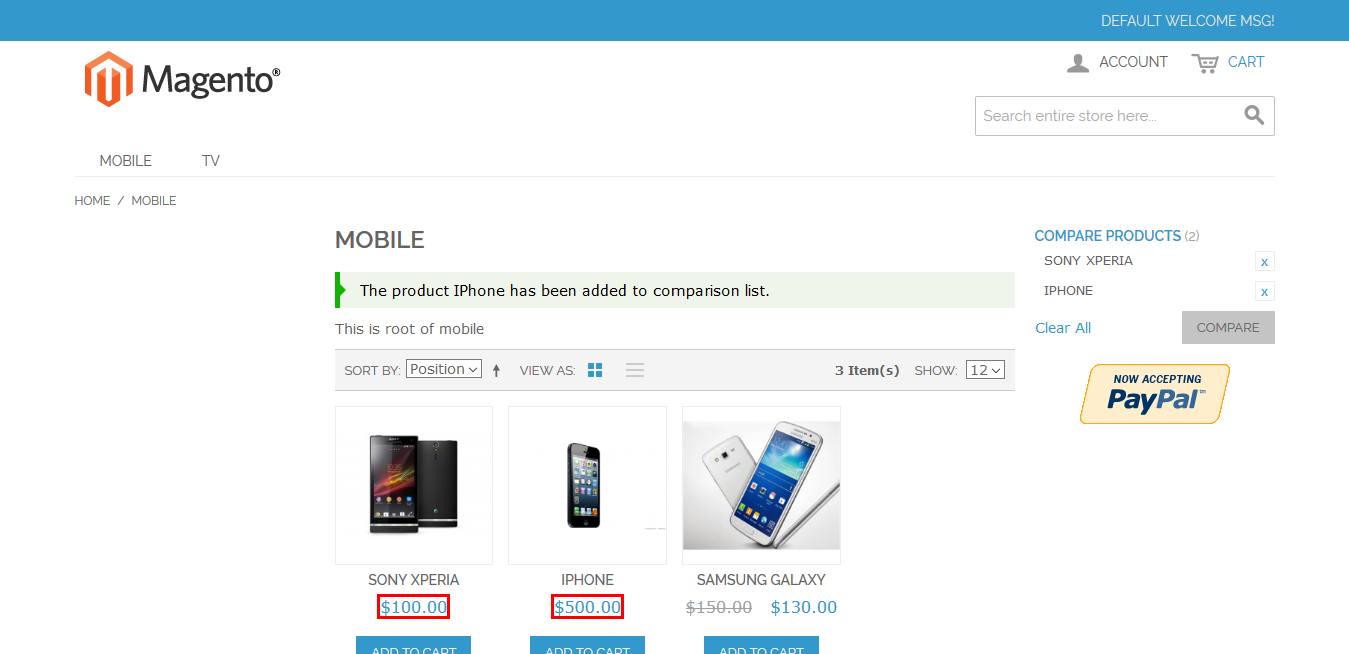 DEFAULT WELCOME MSG!
Magento®
ACCOUNT CART
Search entire store here...
MOBILE TV
HOME / MOBILE
MOBILE
The product IPhone has been added to comparison list.
This is root of mobile
SORT BY: Position VIEW AS: 3 Item(s) SHOW: 12
SONY XPERIA
$100.00
ADD TO CART
IPHONE
$500.00
ADD TO CART
SAMSUNG GALAXY
$150.00 $130.00
ADD TO CART
COMPARE PRODUCTS (2)
SONY XPERIA x
IPHONE x
Clear All COMPARE
NOW ACCEPTING
PayPal™